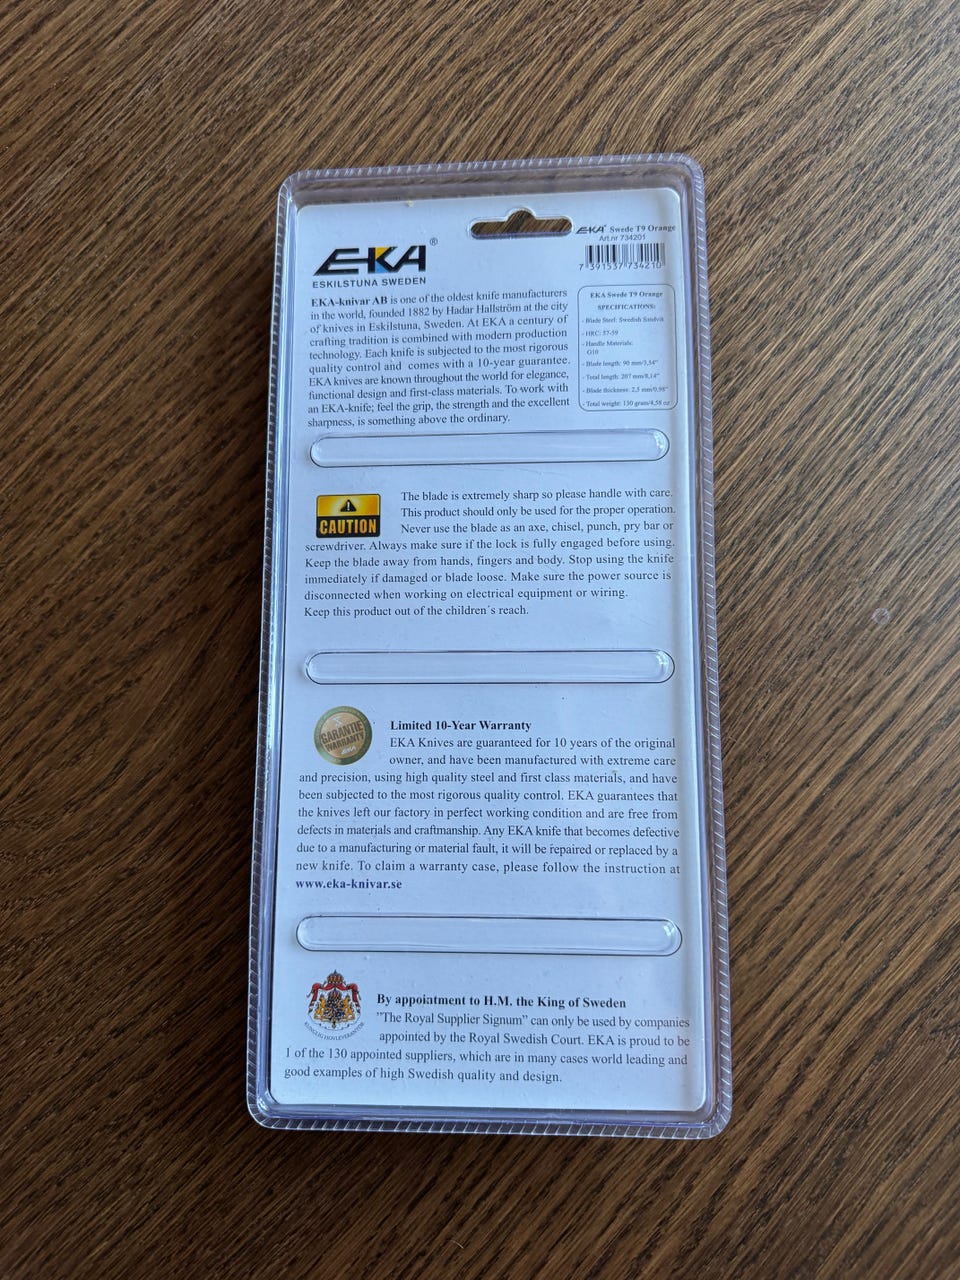 EKA®
ESKILSTUNA SWEDEN
EKA-knivar AB is one of the oldest knife manufacturers
in the world, founded 1882 by Hadar Hallström at the city
of knives in Eskilstuna, Sweden. At EKA a century of
crafting tradition is combined with modern production
technology. Each knife is subjected to the most rigorous
quality control and comes with a 10-year guarantee.
EKA knives are known throughout the world for elegance,
functional design and first-class materials. To work with
an EKA-knife; feel the grip, the strength and the excellent
sharpness, is something above the ordinary.
EKA® Swede T9 Orange
Art.nr 734201
7 391537 734210
EKA Swede T9 Orange
SPECIFICATIONS:
- Blade Steel: Swedish Sandvik
- HRC: 57-59
- Handle Materials:
G10
- Blade length: 90 mm/3,54"
- Total length: 207 mm/8,14"
- Blade thickness: 2,5 mm/0,98"
- Total weight: 130 gram/4,58 oz
CAUTION
The blade is extremely sharp so please handle with care.
This product should only be used for the proper operation.
Never use the blade as an axe, chisel, punch, pry bar or
screwdriver. Always make sure if the lock is fully engaged before using.
Keep the blade away from hands, fingers and body. Stop using the knife
immediately if damaged or blade loose. Make sure the power source is
disconnected when working on electrical equipment or wiring.
Keep this product out of the children´s reach.
GARANTIE
WARRANTY
EKA
Limited 10-Year Warranty
EKA Knives are guaranteed for 10 years of the original
owner, and have been manufactured with extreme care
and precision, using high quality steel and first class materials, and have
been subjected to the most rigorous quality control. EKA guarantees that
the knives left our factory in perfect working condition and are free from
defects in materials and craftmanship. Any EKA knife that becomes defective
due to a manufacturing or material fault, it will be repaired or replaced by a
new knife. To claim a warranty case, please follow the instruction at
www.eka-knivar.se
KUNGLIG HOVLEVERANTÖR
By appointment to H.M. the King of Sweden
”The Royal Supplier Signum” can only be used by companies
appointed by the Royal Swedish Court. EKA is proud to be
1 of the 130 appointed suppliers, which are in many cases world leading and
good examples of high Swedish quality and design.